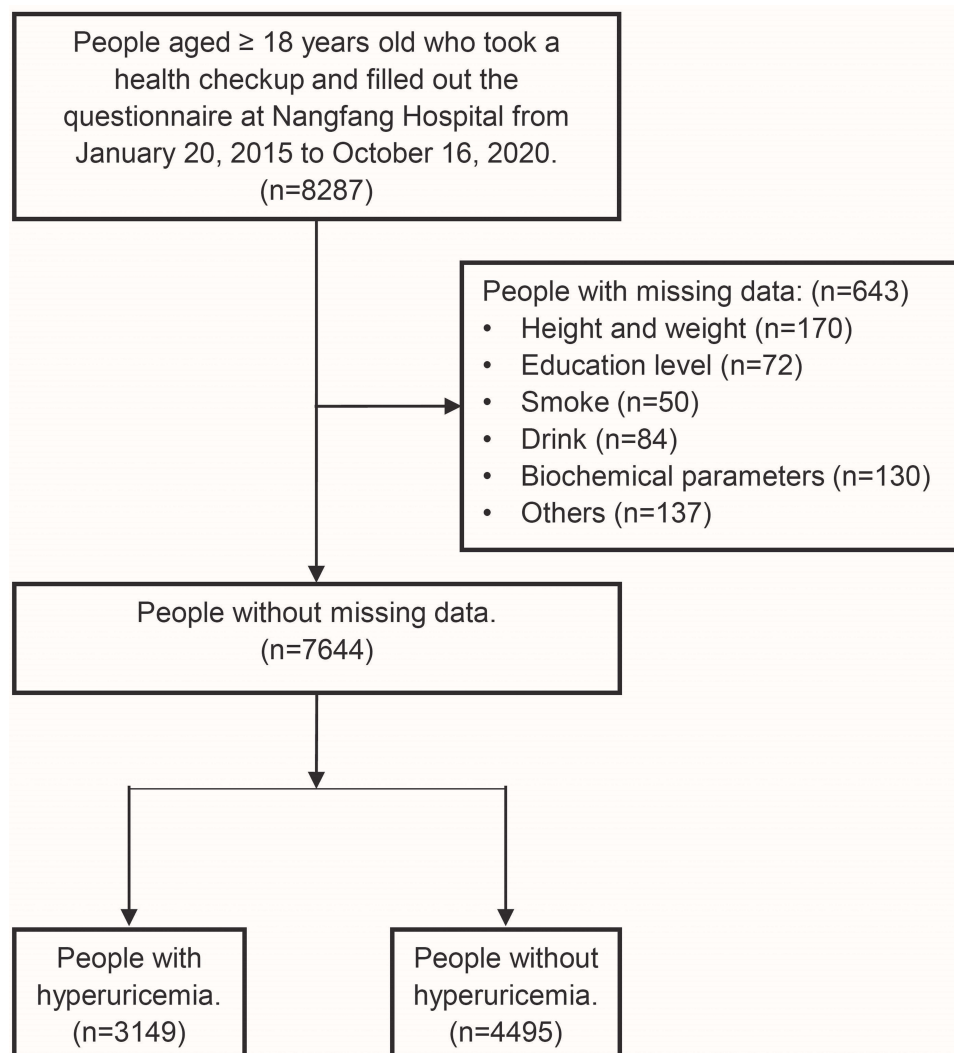 People aged ≥ 18 years old who took a
health checkup and filled out the
questionnaire at Nangfang Hospital from
January 20, 2015 to October 16, 2020.
(n=8287)
People with missing data: (n=643)
• Height and weight (n=170)
• Education level (n=72)
• Smoke (n=50)
• Drink (n=84)
• Biochemical parameters (n=130)
• Others (n=137)
People without missing data.
(n=7644)
People with
hyperuricemia.
(n=3149)
People without
hyperuricemia.
(n=4495)